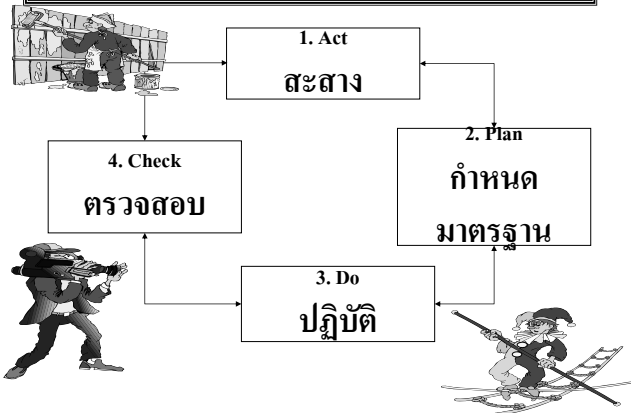 1. Act
สะสาง
2. Plan
กำหนด
มาตรฐาน
3. Do
ปฏิบัติ
4. Check
ตรวจสอบ